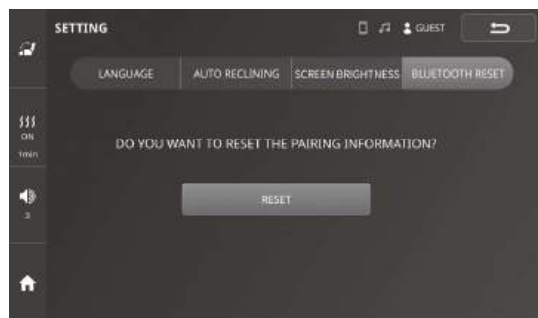 SETTING
GUEST
LANGUAGE
AUTO RECLINING
SCREEN BRIGHTNESS
BLUETOOTH RESET
ON
1min
DO YOU WANT TO RESET THE PAIRING INFORMATION?
3
RESET